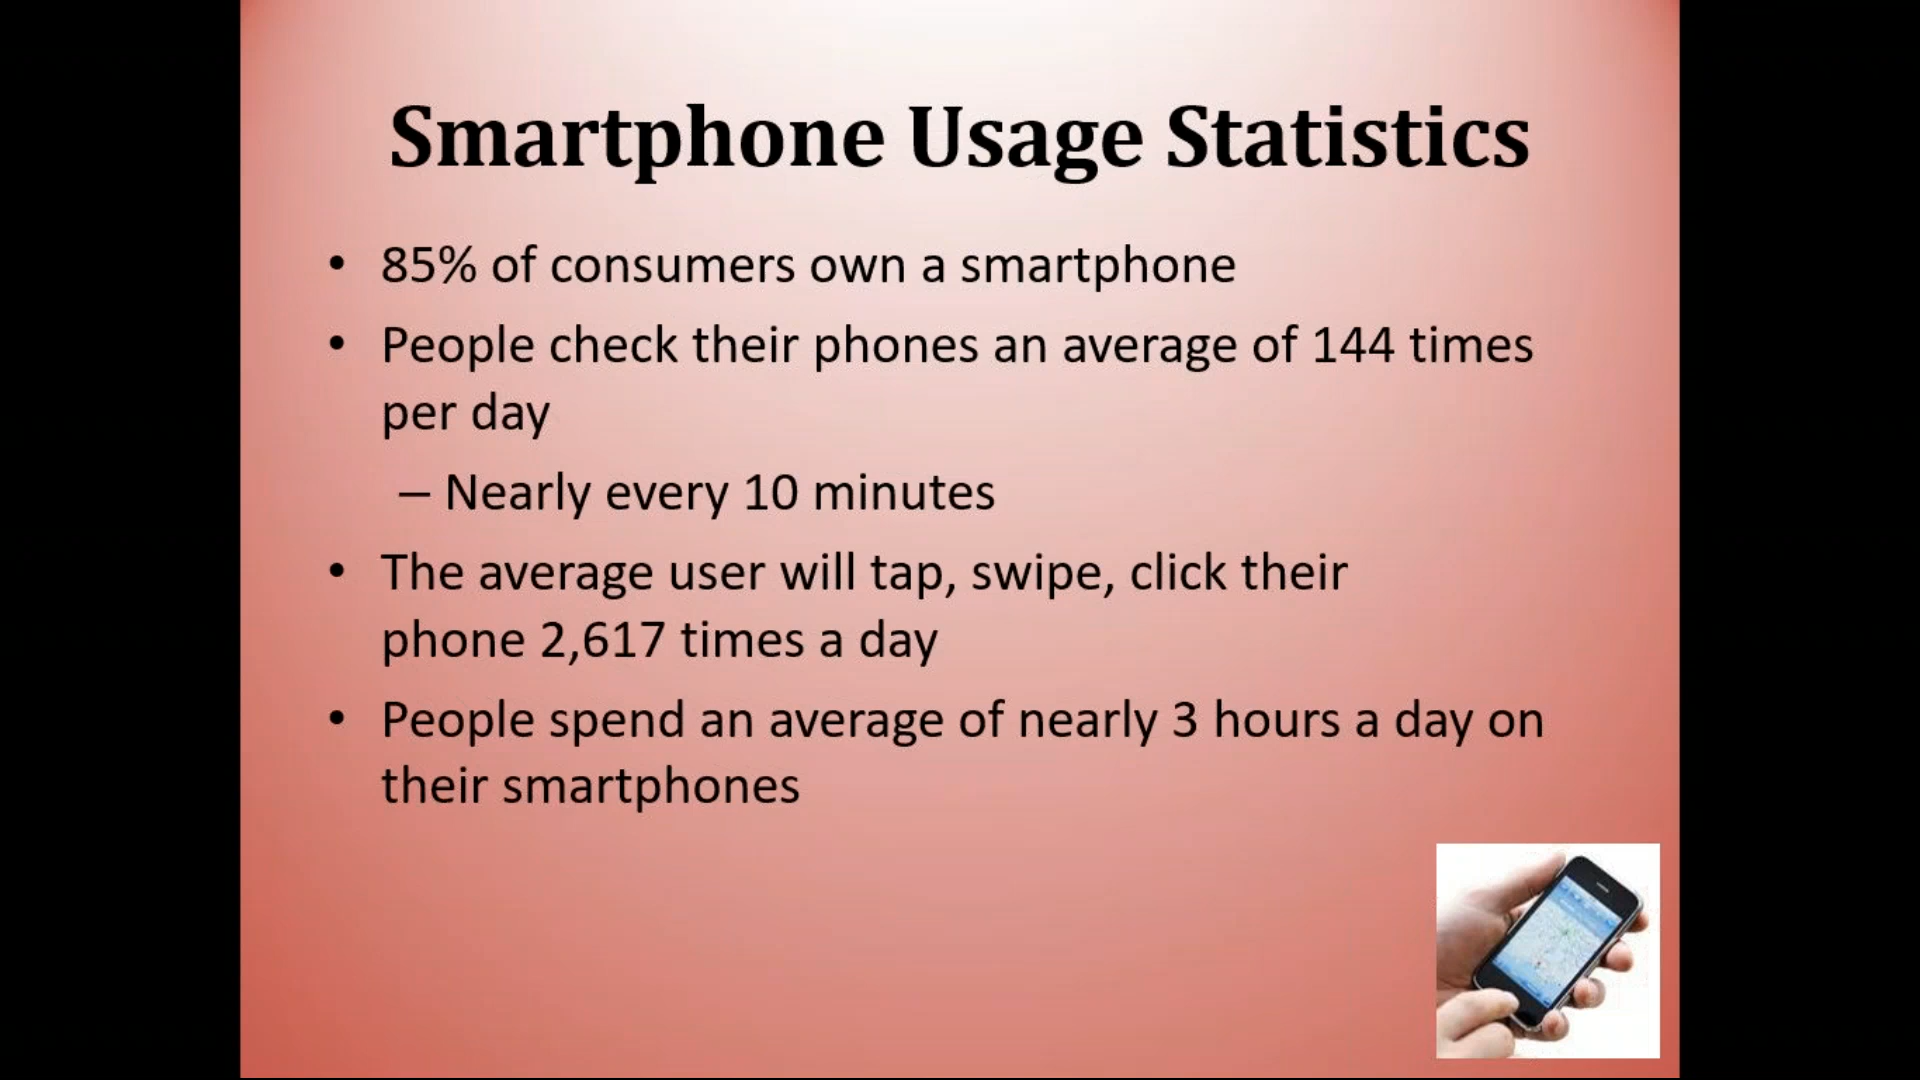 Smartphone Usage Statistics
• 85% of consumers own a smartphone
• People check their phones an average of 144 times
per day
– Nearly every 10 minutes
• The average user will tap, swipe, click their
phone 2,617 times a day
• People spend an average of nearly 3 hours a day on
their smartphones